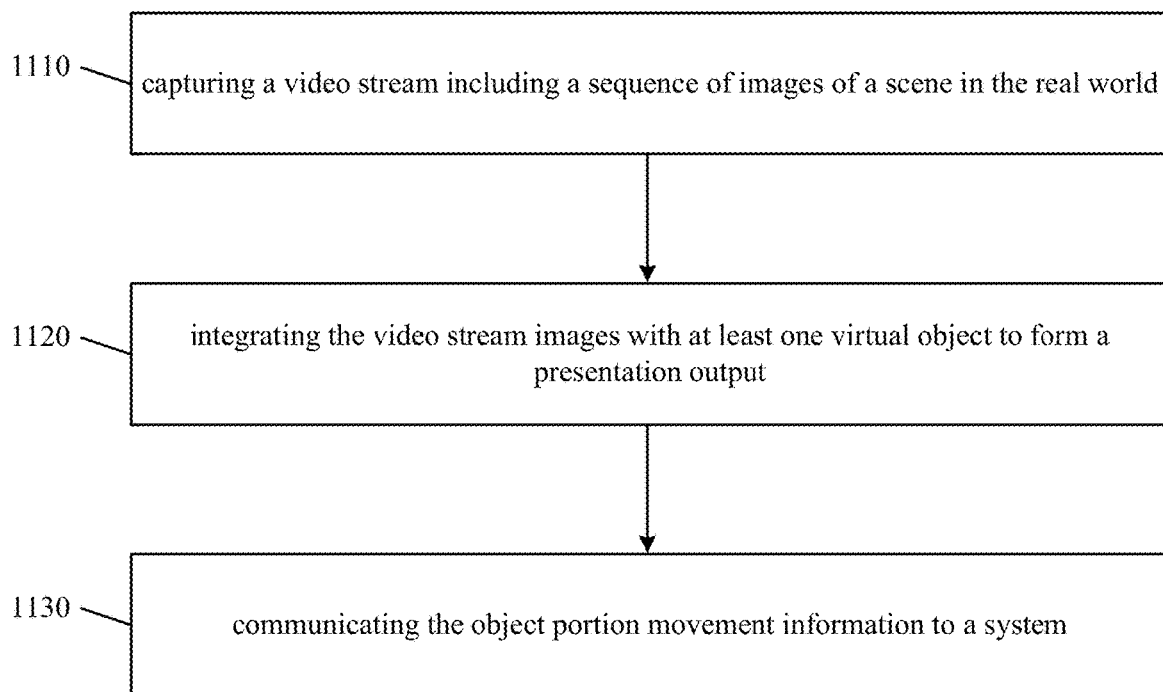 1110
capturing a video stream including a sequence of images of a scene in the real world
1120
integrating the video stream images with at least one virtual object to form a
presentation output
1130
communicating the object portion movement information to a system